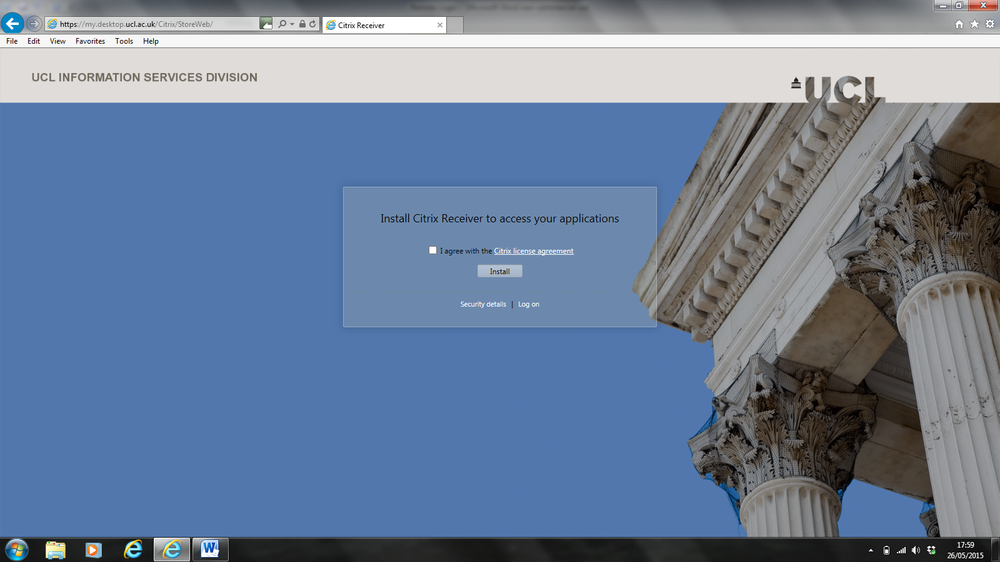 https://my.desktop.ucl.ac.uk/Citrix/StoreWeb/
Citrix Receiver
File Edit View Favorites Tools Help
UCL INFORMATION SERVICES DIVISION
UCL
Install Citrix Receiver to access your applications
I agree with the Citrix license agreement
Install
Security details | Log on
17:59
26/05/2015